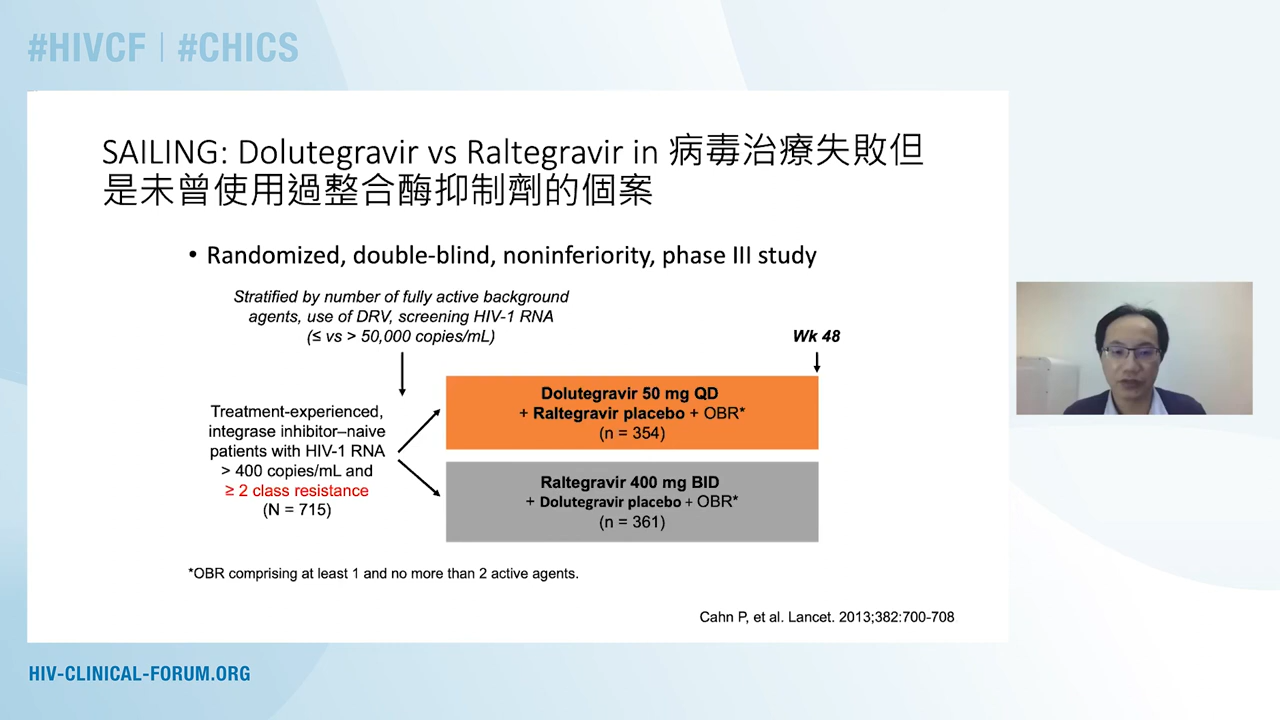 #HIVCF | #CHICS
SAILING: Dolutegravir vs Raltegravir in 病毒治療失敗但
是未曾使用過整合酶抑制劑的個案
• Randomized, double-blind, noninferiority, phase III study
Stratified by number of fully active background
agents, use of DRV, screening HIV-1 RNA
(≤ vs > 50,000 copies/mL)
Wk 48
Treatment-experienced,
integrase inhibitor–naive
patients with HIV-1 RNA
> 400 copies/mL and
≥ 2 class resistance
(N = 715)
Dolutegravir 50 mg QD
+ Raltegravir placebo + OBR*
(n = 354)
Raltegravir 400 mg BID
+ Dolutegravir placebo + OBR*
(n = 361)
*OBR comprising at least 1 and no more than 2 active agents.
Cahn P, et al. Lancet. 2013;382:700-708
HIV-CLINICAL-FORUM.ORG